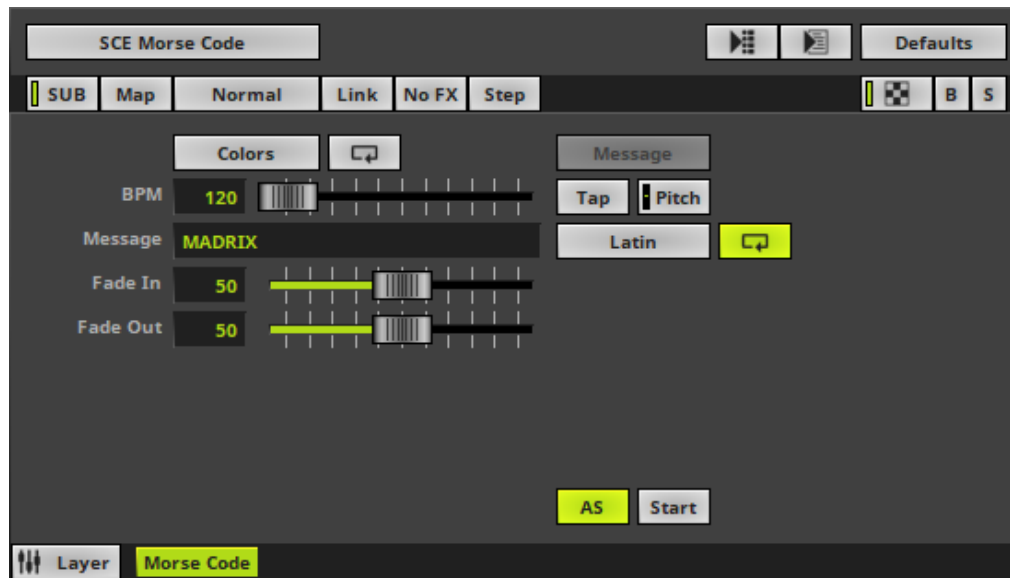 SCE Morse Code Defaults
SUB Map Normal Link No FX Step B S
Colors Message
BPM 120 Tap Pitch
Message MADRIX Latin
Fade In 50
Fade Out 50
AS Start
Layer Morse Code